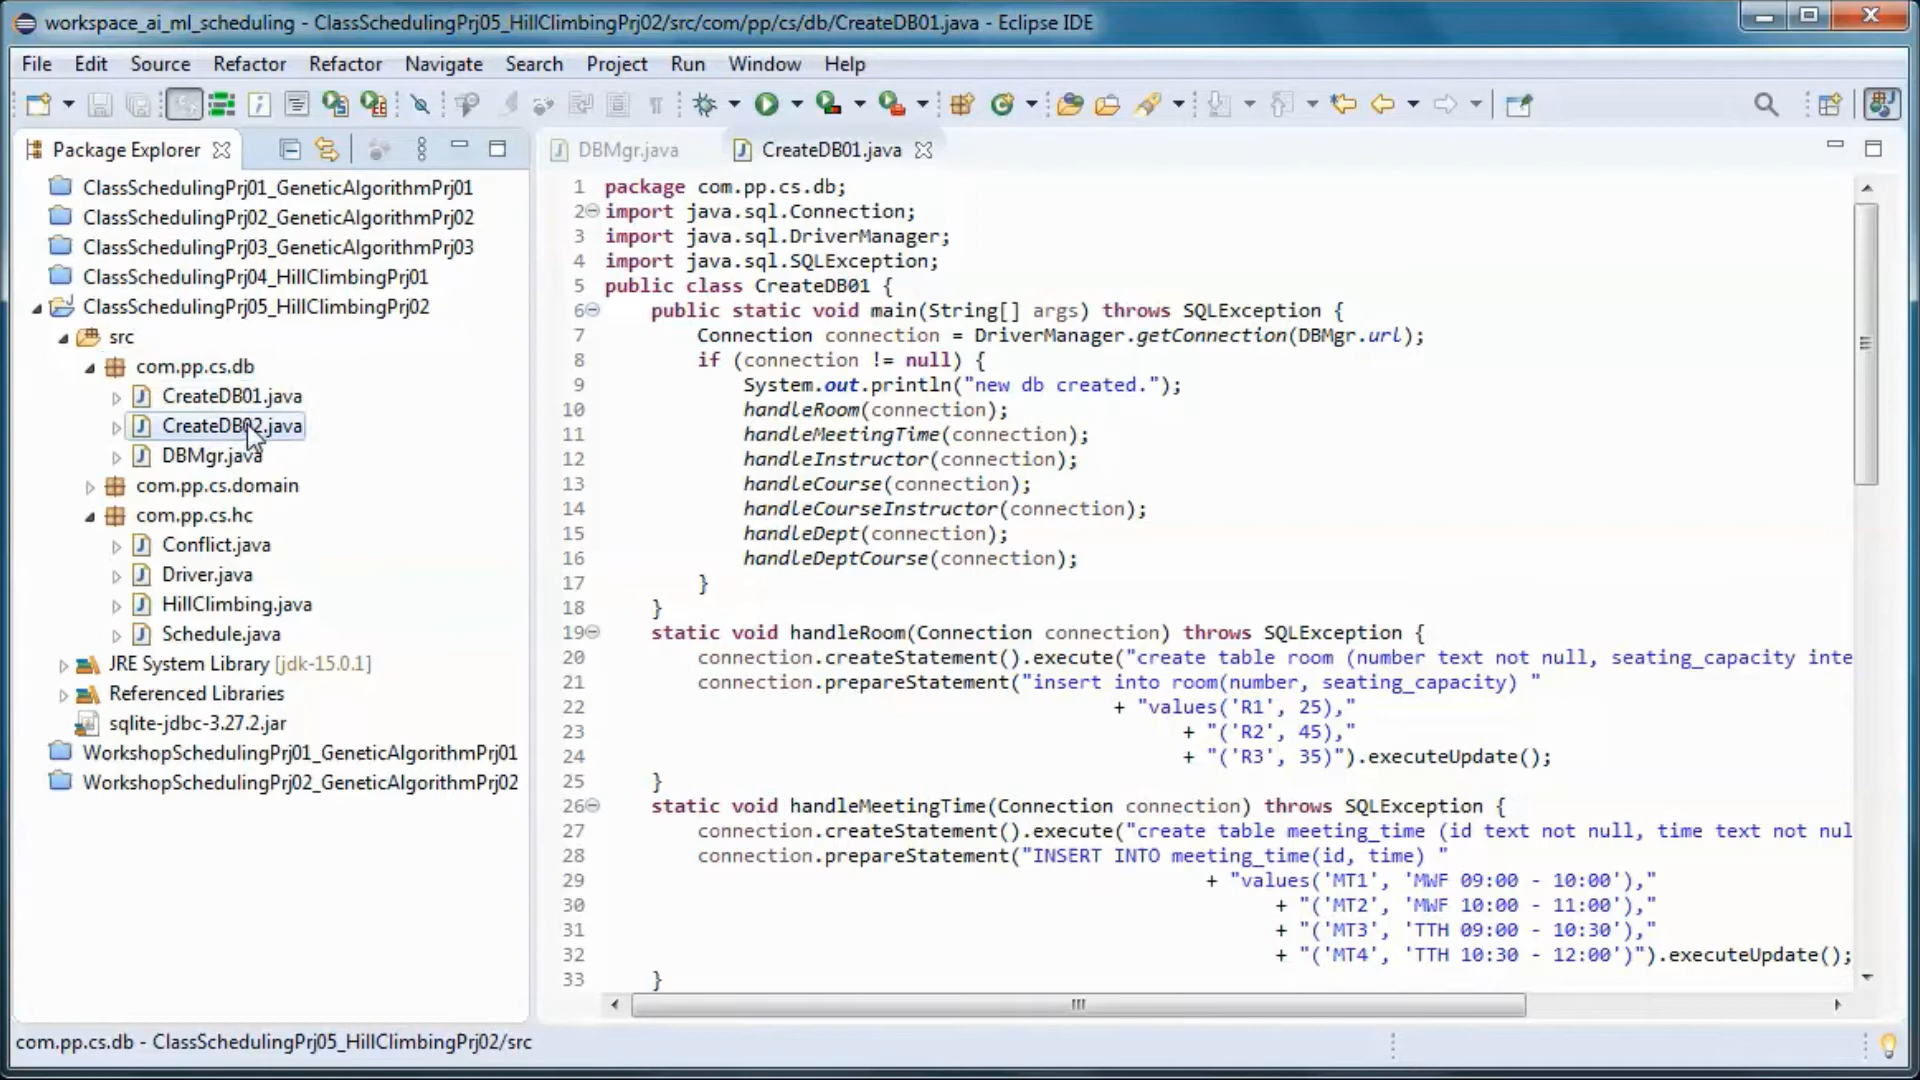 workspace_ai_ml_scheduling - ClassSchedulingPrj05_HillClimbingPrj02/src/com/pp/cs/db/CreateDB01.java - Eclipse IDE
File Edit Source Refactor Refactor Navigate Search Project Run Window Help
Package Explorer
ClassSchedulingPrj01_GeneticAlgorithmPrj01
ClassSchedulingPrj02_GeneticAlgorithmPrj02
ClassSchedulingPrj03_GeneticAlgorithmPrj03
ClassSchedulingPrj04_HillClimbingPrj01
ClassSchedulingPrj05_HillClimbingPrj02
src
com.pp.cs.db
CreateDB01.java
CreateDB02.java
DBMgr.java
com.pp.cs.domain
com.pp.cs.hc
Conflict.java
Driver.java
HillClimbing.java
Schedule.java
JRE System Library [jdk-15.0.1]
Referenced Libraries
sqlite-jdbc-3.27.2.jar
WorkshopSchedulingPrj01_GeneticAlgorithmPrj01
WorkshopSchedulingPrj02_GeneticAlgorithmPrj02
DBMgr.java CreateDB01.java
1 package com.pp.cs.db;
2 import java.sql.Connection;
3 import java.sql.DriverManager;
4 import java.sql.SQLException;
5 public class CreateDB01 {
6 public static void main(String[] args) throws SQLException {
7 Connection connection = DriverManager.getConnection(DBMgr.url);
8 if (connection != null) {
9 System.out.println("new db created.");
10 handleRoom(connection);
11 handleMeetingTime(connection);
12 handleInstructor(connection);
13 handleCourse(connection);
14 handleCourseInstructor(connection);
15 handleDept(connection);
16 handleDeptCourse(connection);
17 }
18 }
19 static void handleRoom(Connection connection) throws SQLException {
20 connection.createStatement().execute("create table room (number text not null, seating_capacity inte
21 connection.prepareStatement("insert into room(number, seating_capacity) "
22 + "values('R1', 25),"
23 + "('R2', 45),"
24 + "('R3', 35)").executeUpdate();
25 }
26 static void handleMeetingTime(Connection connection) throws SQLException {
27 connection.createStatement().execute("create table meeting_time (id text not null, time text not nul
28 connection.prepareStatement("INSERT INTO meeting_time(id, time) "
29 + "values('MT1', 'MWF 09:00 - 10:00'),"
30 + "('MT2', 'MWF 10:00 - 11:00'),"
31 + "('MT3', 'TTH 09:00 - 10:30'),"
32 + "('MT4', 'TTH 10:30 - 12:00')").executeUpdate();
33 }
com.pp.cs.db - ClassSchedulingPrj05_HillClimbingPrj02/src